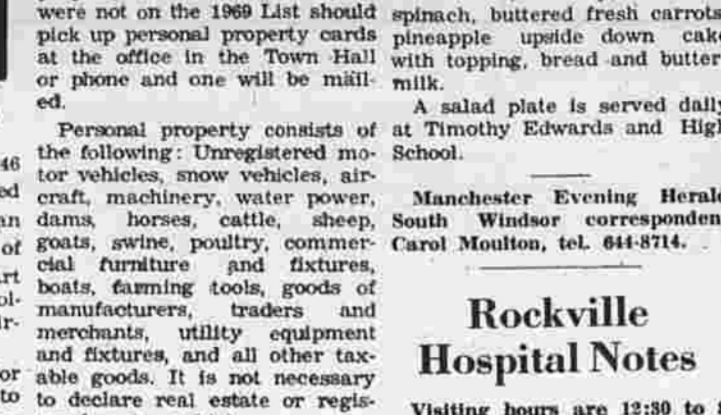 were not on the 1969 List should
pick up personal property cards
at the office in the Town Hall
or phone and one will be mail-
ed.
Personal property consists of
the following: Unregistered mo-
tor vehicles, snow vehicles, air-
craft, machinery, water power,
dams, horses, cattle, sheep,
goats, swine, poultry, commer-
cial furniture and fixtures,
boats, farming tools, goods of
manufacturers, traders and
merchants, utility equipment
and fixtures, and all other tax-
able goods. It is not necessary
to declare real estate or regis-
spinach, buttered fresh carrots
pineapple upside down cake
with topping, bread and butter
milk.
A salad plate is served daily
at Timothy Edwards and High
School.
Manchester Evening Herald
South Windsor corresponden
Carol Moulton, tel. 644-8714.
Rockville
Hospital Notes
Visiting hours are 12:30 to